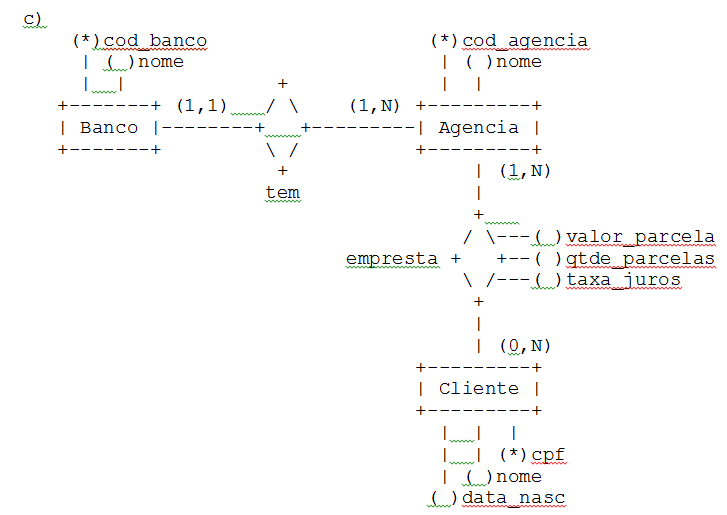 c)
(*)cod_banco (*)cod_agencia
| ( )nome | ( )nome
| | + | |
+-------+ (1,1) / \ (1,N) +---------+
| Banco |--------+ +---------| Agencia |
+-------+ \ / +---------+
+ | (1,N)
tem |
+
/ \---( )valor_parcela
empresta + +--( )qtde_parcelas
\ /---( )taxa_juros
+
|
| (0,N)
+---------+
| Cliente |
+---------+
| | |
| | (*)cpf
| ( )nome
( )data_nasc